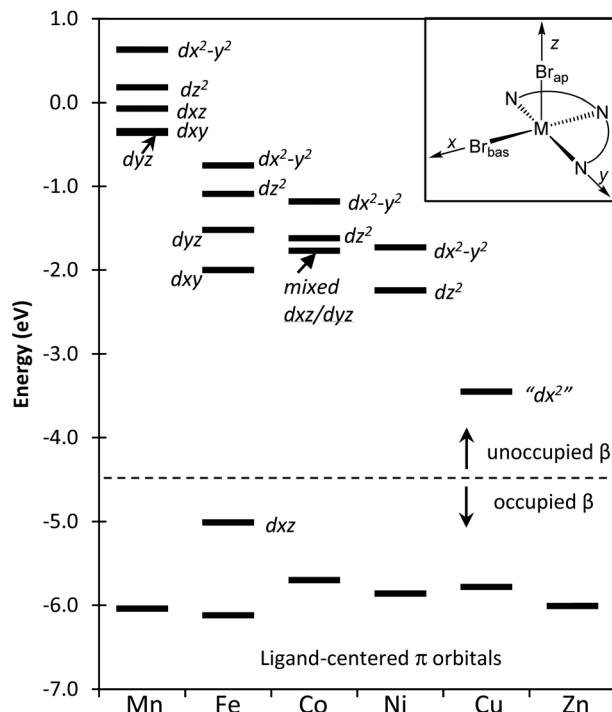 Energy (eV)
1.0
0.0
-1.0
-2.0
-3.0
-4.0
-5.0
-6.0
-7.0
dx²-y²
dz²
dxz
dxy
dyz
dx²-y²
dz²
dyz
dxy
dxz
dx²-y²
dz²
mixed
dxz/dyz
dx²-y²
dz²
“dx²”
unoccupied β
occupied β
Ligand-centered π orbitals
Mn Fe Co Ni Cu Zn
z
Br_ap
N
N
M
x
Br_bas
N
y